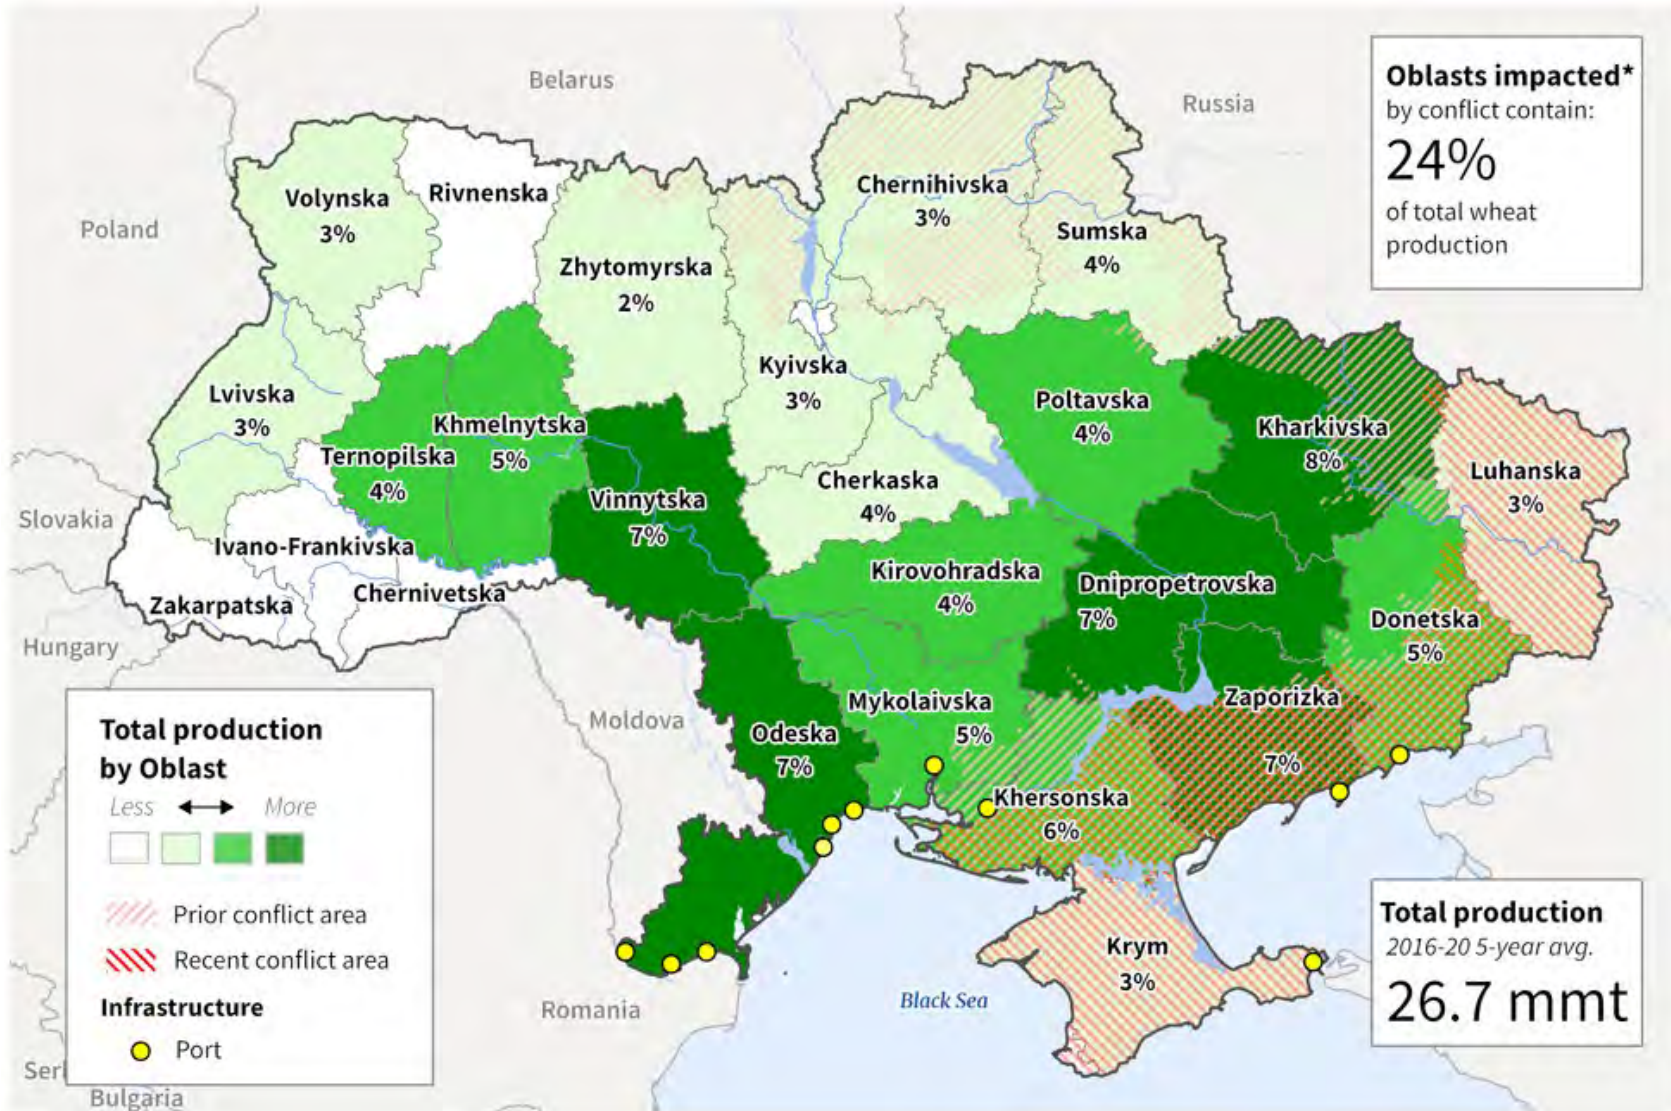 Belarus
Russia
Poland
Slovakia
Hungary
Moldova
Romania
Bulgaria
Black Sea
Volynska
3%
Rivnenska
Zhytomyrska
2%
Chernihivska
3%
Sumska
4%
Kyivska
3%
Lvivska
3%
Ternopilska
4%
Khmelnytska
5%
Vinnytska
7%
Cherkaska
4%
Poltavska
4%
Kharkivska
8%
Luhanska
3%
Ivano-Frankivska
Zakarpatska
Chernivetska
Kirovohradska
4%
Dnipropetrovska
7%
Donetska
5%
Odeska
7%
Mykolaivska
5%
Zaporizka
7%
Khersonska
6%
Krym
3%
Oblasts impacted*
by conflict contain:
24%
of total wheat
production
Total production
by Oblast
Less
More
Prior conflict area
Recent conflict area
Infrastructure
Port
Total production
2016-20 5-year avg.
26.7 mmt